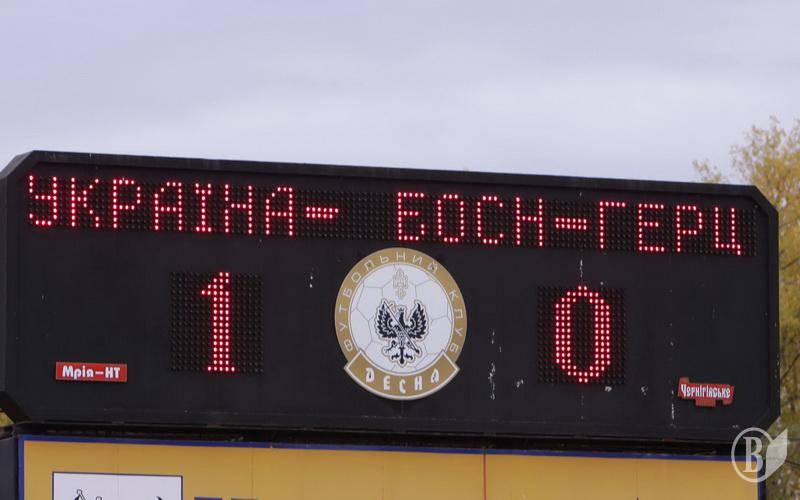 УКРАЇНА- БОСН-ГЕРЦ
1 0
ФУТБОЛЬНИЙ КЛУБ
ДЕСНА
Мрія-НТ
Чернігівське
В